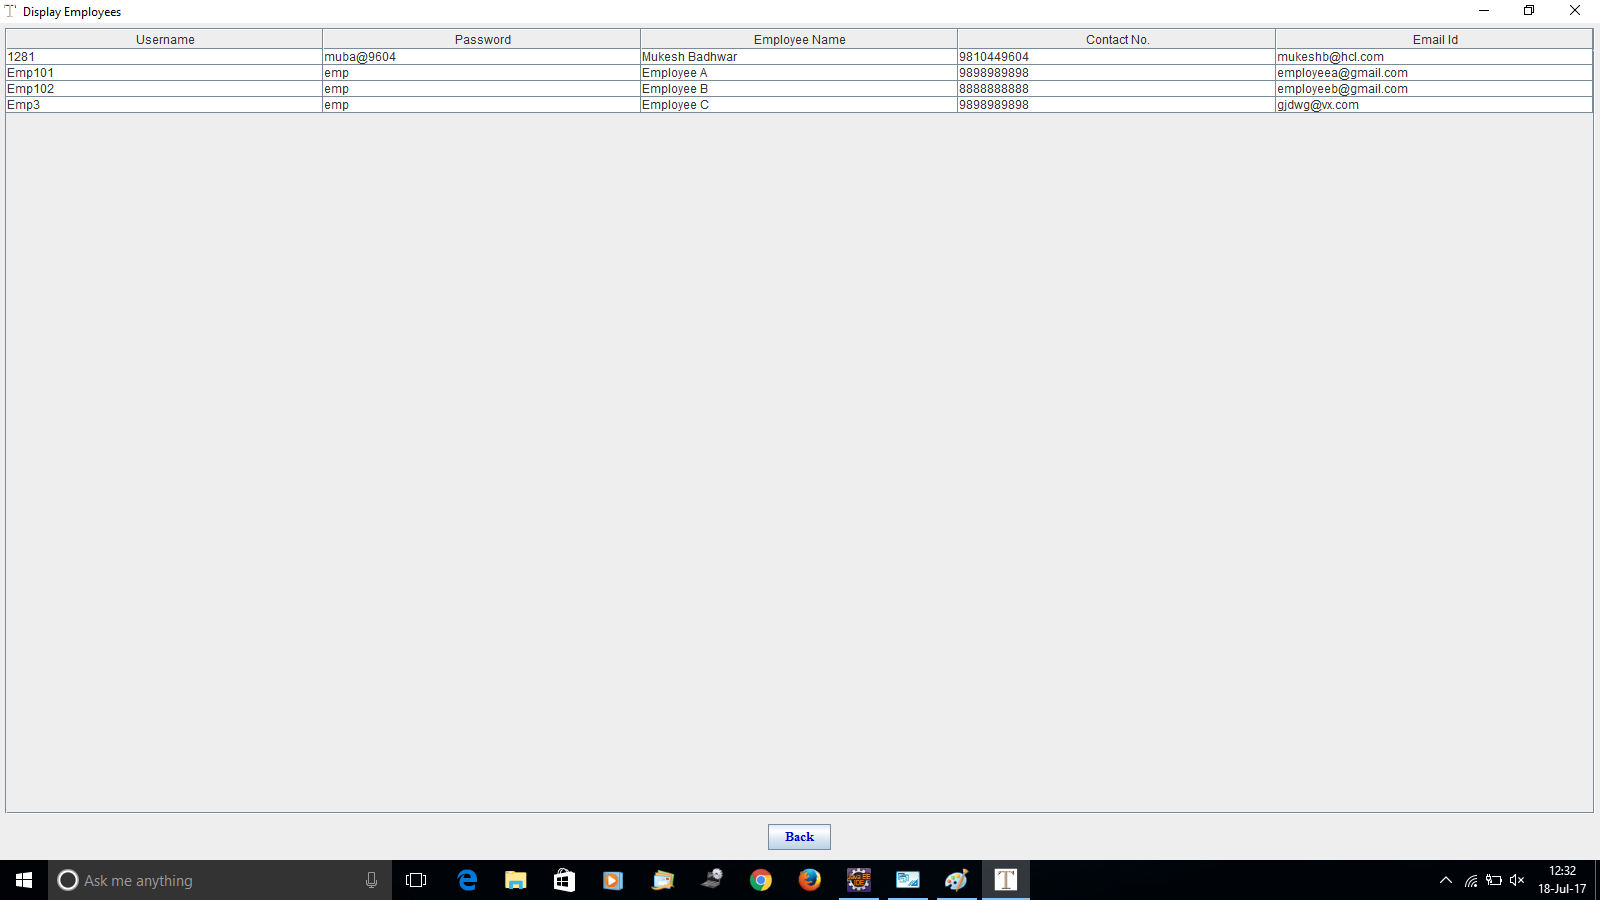 Display Employees
Username Password Employee Name Contact No. Email Id
1281 muba@9604 Mukesh Badhwar 9810449604 mukeshb@hcl.com
Emp101 emp Employee A 9898989898 employeea@gmail.com
Emp102 emp Employee B 8888888888 employeeb@gmail.com
Emp3 emp Employee C 9898989898 gjdwg@vx.com
Back
Ask me anything
12:32
18-Jul-17